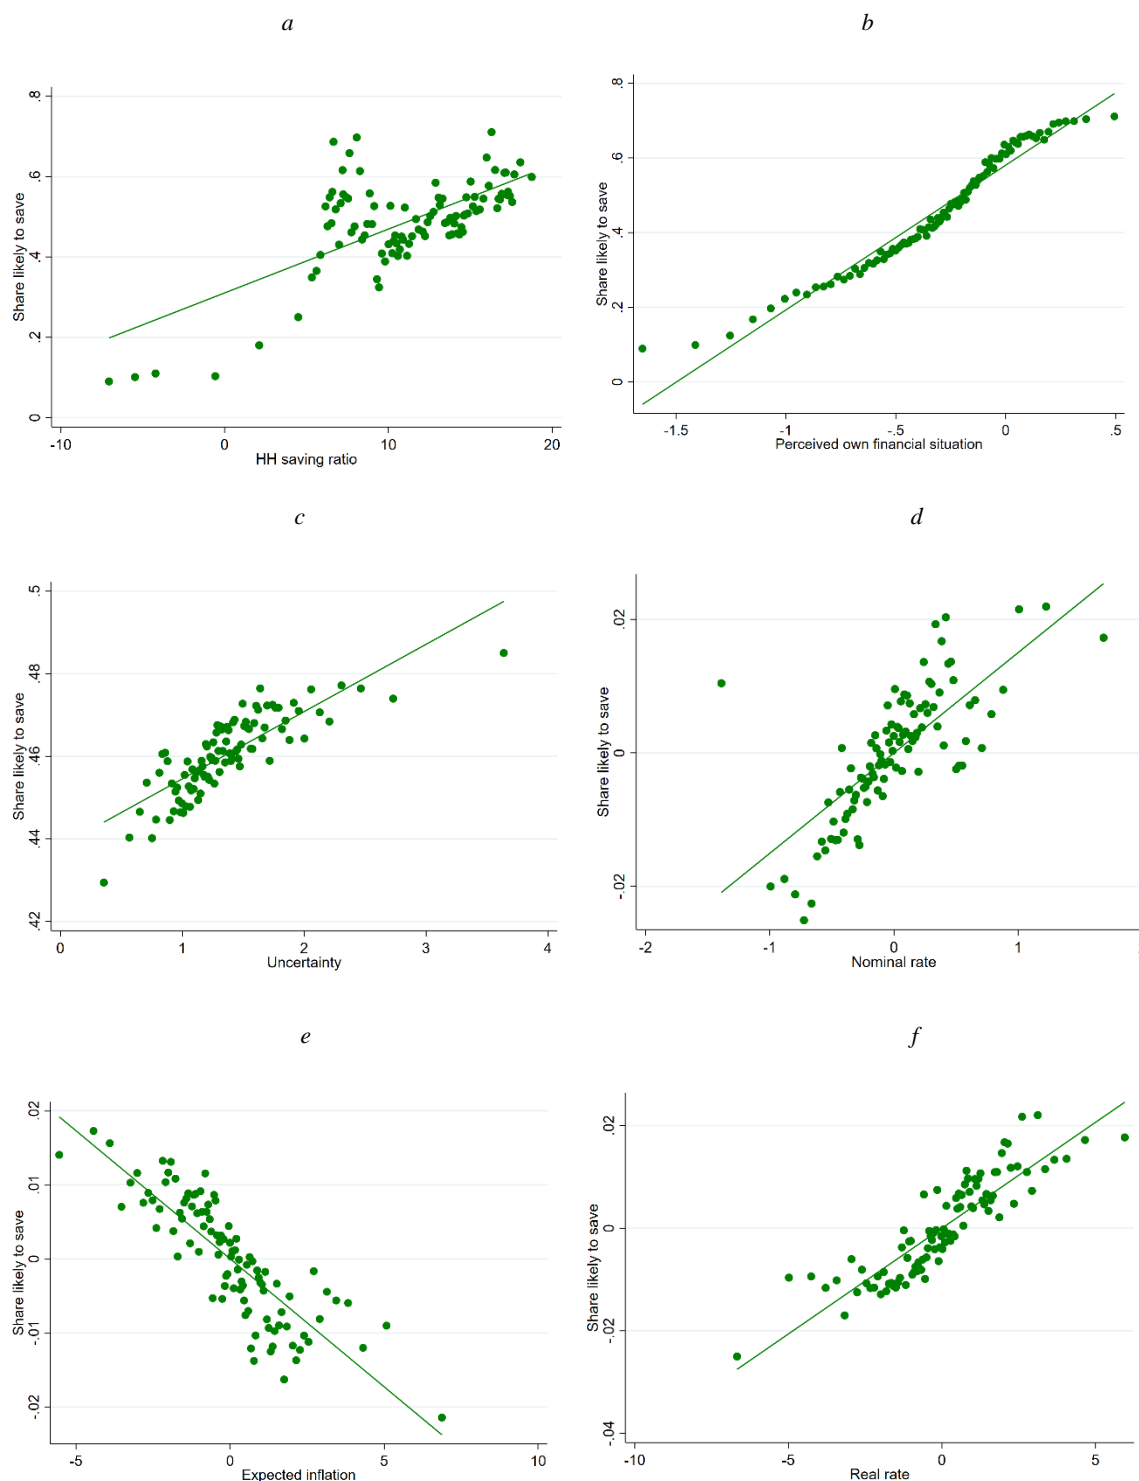 a
b
.8
.6
.4
.2
0
Share likely to save
-10
0
10
20
HH saving ratio
.8
.6
.4
.2
0
Share likely to save
-1.5
-1
-.5
0
.5
Perceived own financial situation
c
d
.5
.48
.46
.44
.42
Share likely to save
0
1
2
3
4
Uncertainty
.02
0
-.02
Share likely to save
-2
-1
0
1
Nominal rate
e
f
.02
.01
0
-.01
-.02
Share likely to save
-5
0
5
10
Expected inflation
.02
0
-.02
-.04
Share likely to save
-10
-5
0
5
Real rate